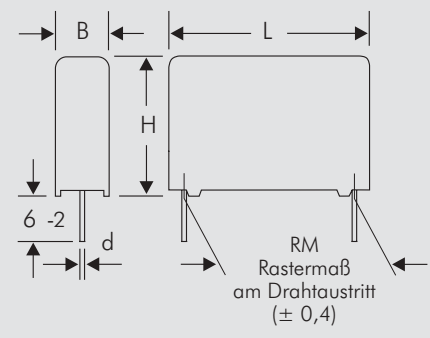 B
L
H
6 -2
d
RM
Rastermaß
am Drahtaustritt
(± 0,4)